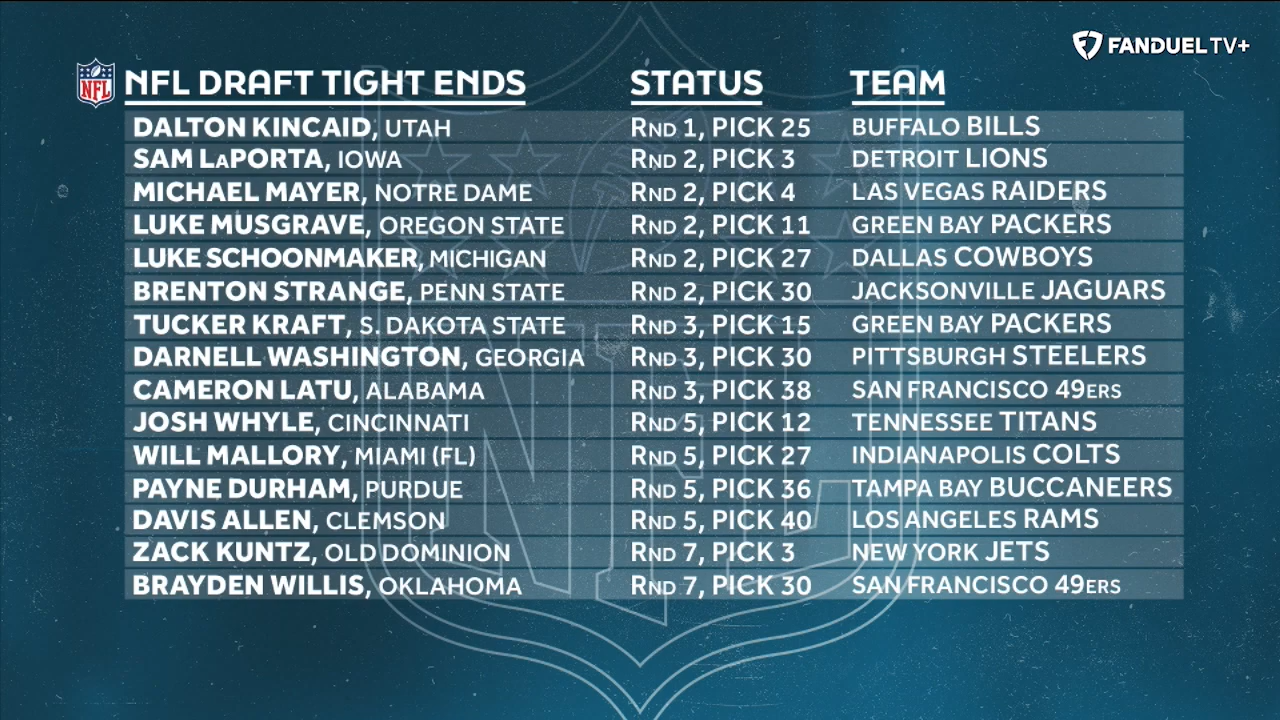 FANDUEL TV+
NFL NFL DRAFT TIGHT ENDS STATUS TEAM
DALTON KINCAID, UTAH RND 1, PICK 25 BUFFALO BILLS
SAM LaPORTA, IOWA RND 2, PICK 3 DETROIT LIONS
MICHAEL MAYER, NOTRE DAME RND 2, PICK 4 LAS VEGAS RAIDERS
LUKE MUSGRAVE, OREGON STATE RND 2, PICK 11 GREEN BAY PACKERS
LUKE SCHOONMAKER, MICHIGAN RND 2, PICK 27 DALLAS COWBOYS
BRENTON STRANGE, PENN STATE RND 2, PICK 30 JACKSONVILLE JAGUARS
TUCKER KRAFT, S. DAKOTA STATE RND 3, PICK 15 GREEN BAY PACKERS
DARNELL WASHINGTON, GEORGIA RND 3, PICK 30 PITTSBURGH STEELERS
CAMERON LATU, ALABAMA RND 3, PICK 38 SAN FRANCISCO 49ERS
JOSH WHYLE, CINCINNATI RND 5, PICK 12 TENNESSEE TITANS
WILL MALLORY, MIAMI (FL) RND 5, PICK 27 INDIANAPOLIS COLTS
PAYNE DURHAM, PURDUE RND 5, PICK 36 TAMPA BAY BUCCANEERS
DAVIS ALLEN, CLEMSON RND 5, PICK 40 LOS ANGELES RAMS
ZACK KUNTZ, OLD DOMINION RND 7, PICK 3 NEW YORK JETS
BRAYDEN WILLIS, OKLAHOMA RND 7, PICK 30 SAN FRANCISCO 49ERS
NFL